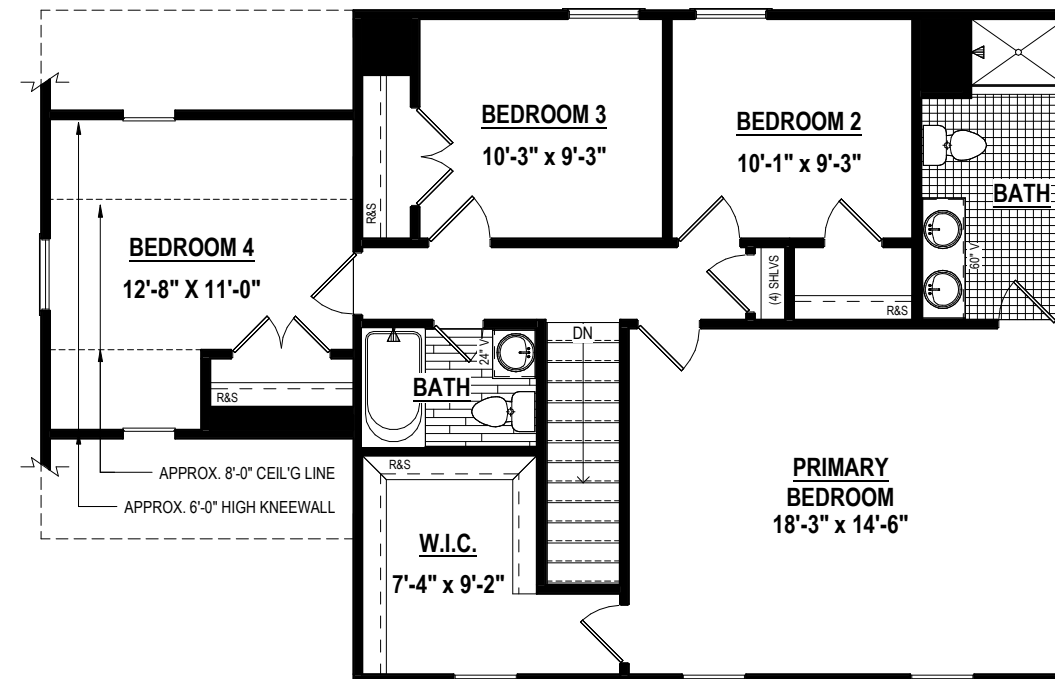 BEDROOM 3
10'-3" x 9'-3"
R&S
BEDROOM 2
10'-1" x 9'-3"
BATH
60" V
(4) SHLVS
R&S
BEDROOM 4
12'-8" X 11'-0"
R&S
DN
24" V
BATH
R&S
W.I.C.
7'-4" x 9'-2"
PRIMARY
BEDROOM
18'-3" x 14'-6"
APPROX. 8'-0" CEIL'G LINE
APPROX. 6'-0" HIGH KNEEWALL